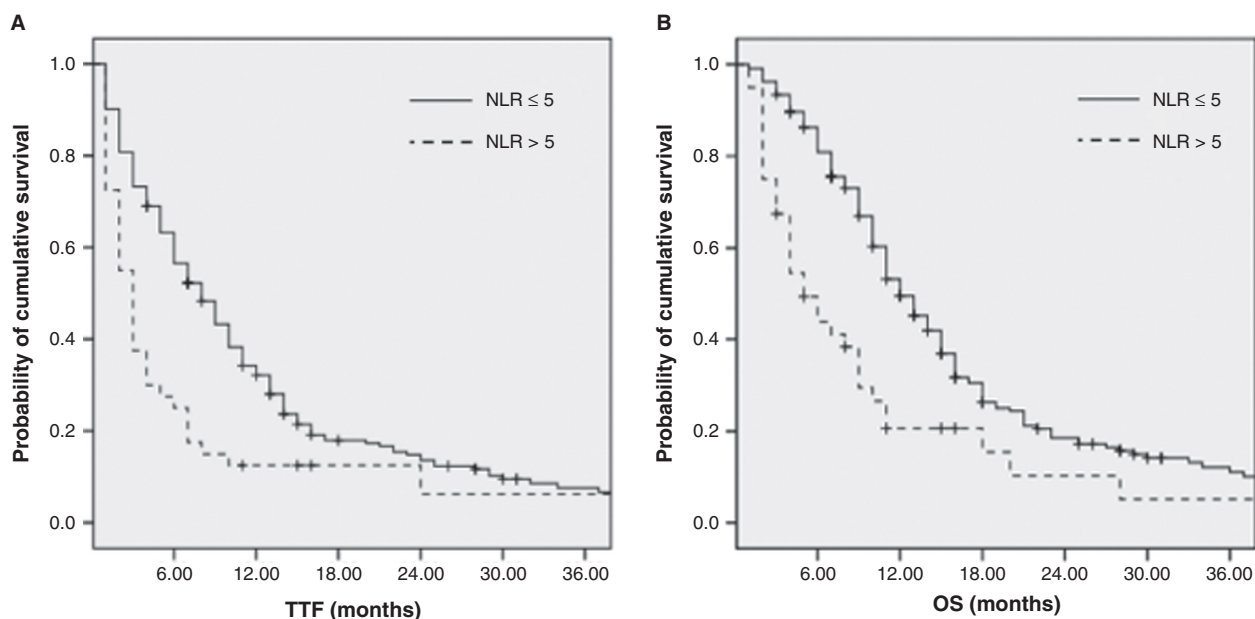 A
Probability of cumulative survival
1.0
0.8
0.6
0.4
0.2
0.0
NLR ≤ 5
NLR > 5
6.00 12.00 18.00 24.00 30.00 36.00
TTF (months)
B
Probability of cumulative survival
1.0
0.8
0.6
0.4
0.2
0.0
NLR ≤ 5
NLR > 5
6.00 12.00 18.00 24.00 30.00 36.00
OS (months)